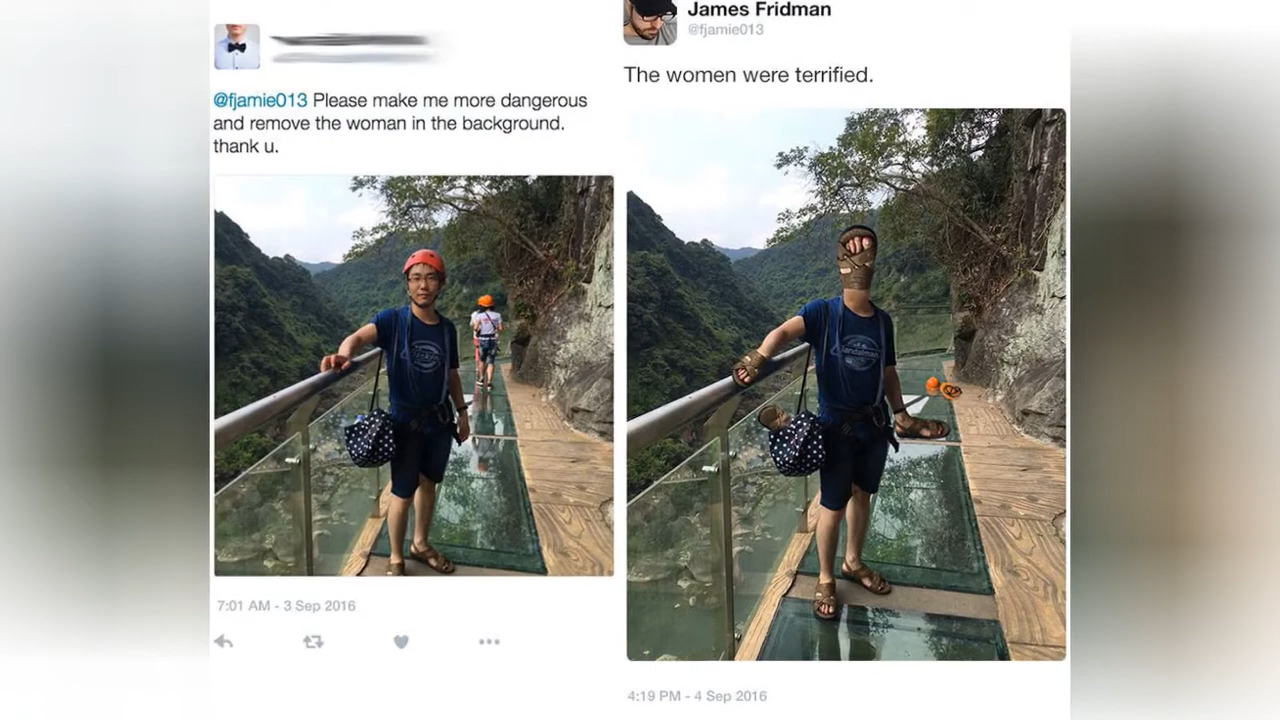 @fjamie013 Please make me more dangerous
and remove the woman in the background.
thank u.
7:01 AM - 3 Sep 2016
James Fridman
@fjamie013
The women were terrified.
Sandalman
4:19 PM - 4 Sep 2016